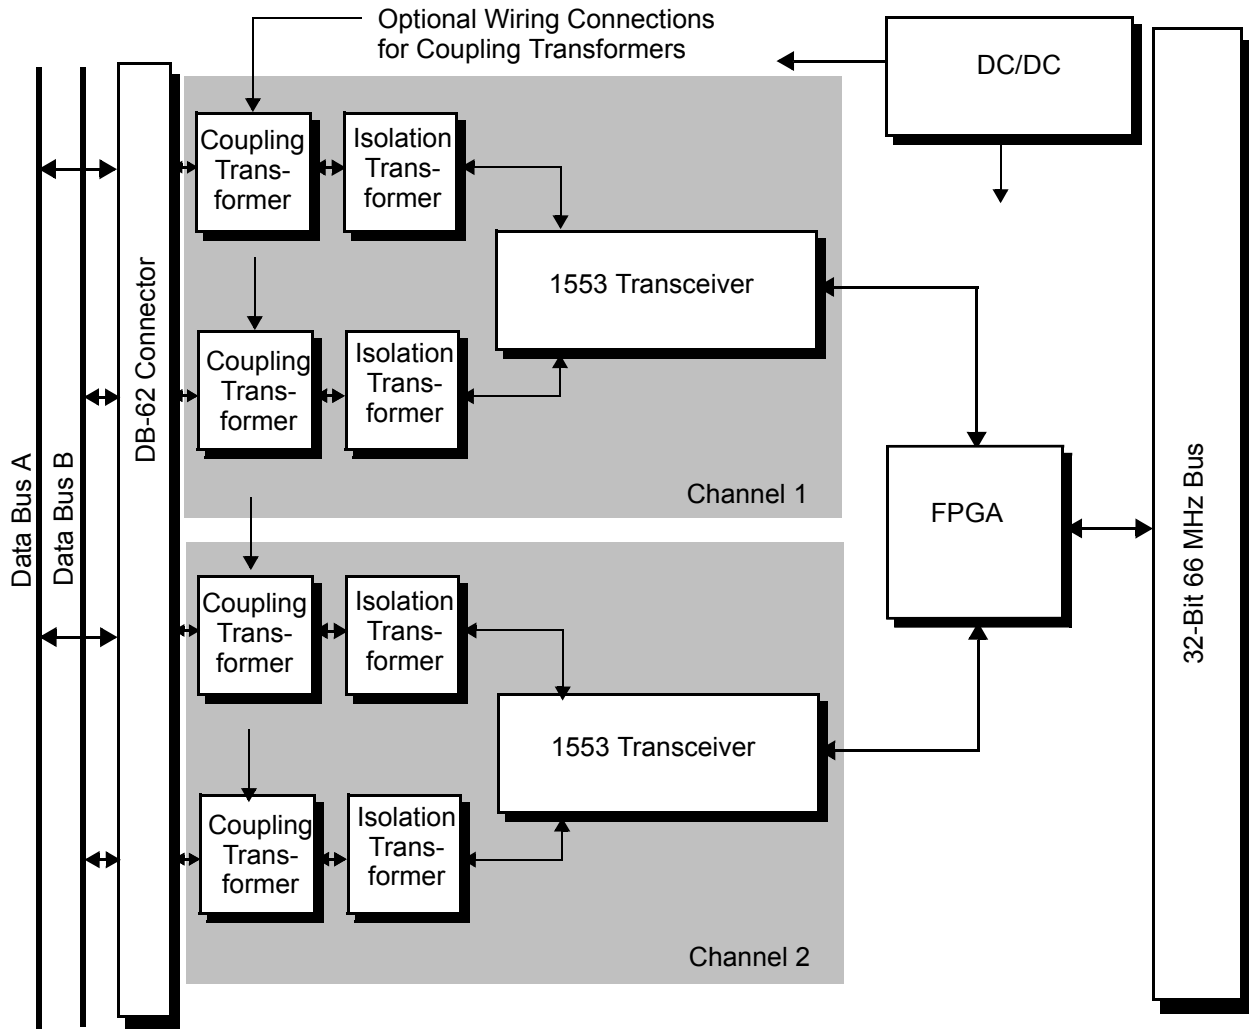 Optional Wiring Connections
for Coupling Transformers
DC/DC
Coupling
Trans-
former
Isolation
Trans-
former
1553 Transceiver
Coupling
Trans-
former
Isolation
Trans-
former
Channel 1
DB-62 Connector
Data Bus A
Data Bus B
FPGA
32-Bit 66 MHz Bus
Coupling
Trans-
former
Isolation
Trans-
former
1553 Transceiver
Coupling
Trans-
former
Isolation
Trans-
former
Channel 2